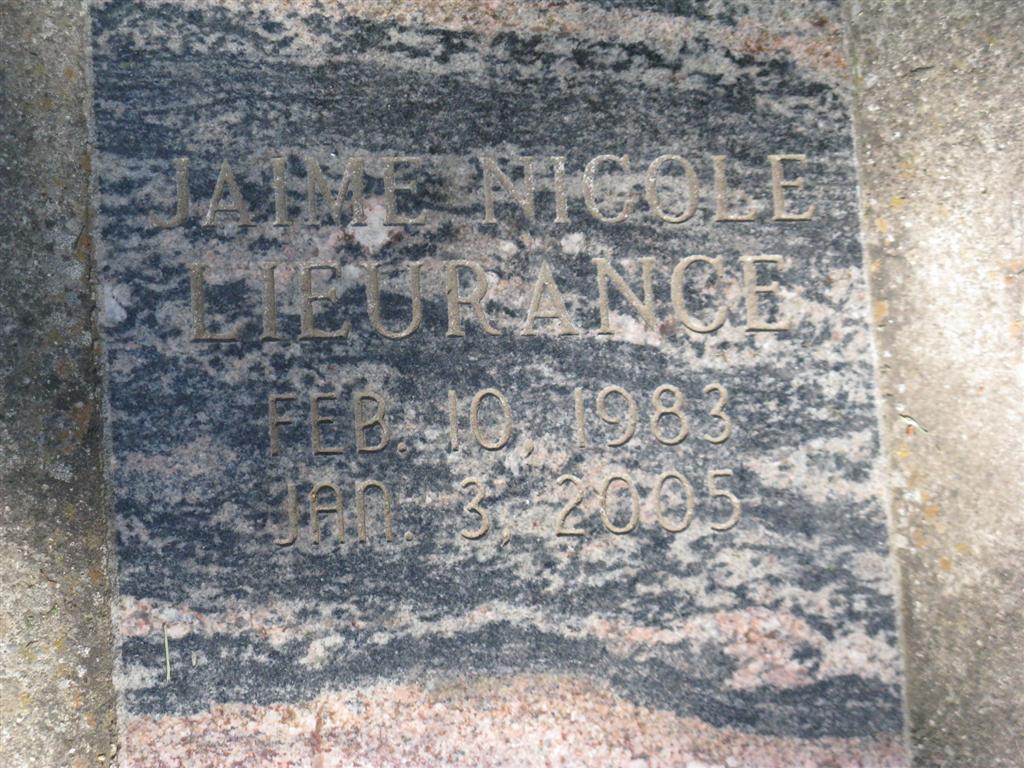 JAIME NICOLE
LIEURANCE
FEB. 10, 1983
JAN. 3, 2005